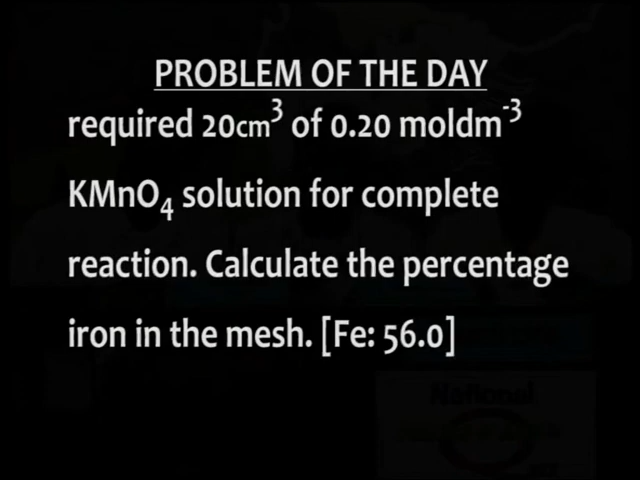 PROBLEM OF THE DAY
required 20cm³ of 0.20 moldm⁻³
KMnO₄ solution for complete
reaction. Calculate the percentage
iron in the mesh. [Fe: 56.0]
National